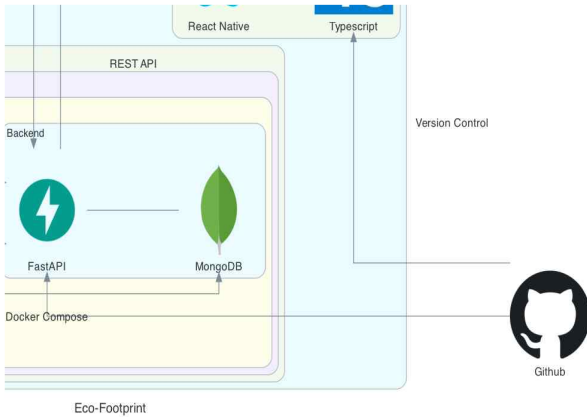 React Native
Typescript
REST API
Version Control
Backend
FastAPI
MongoDB
Docker Compose
Github
Eco-Footprint